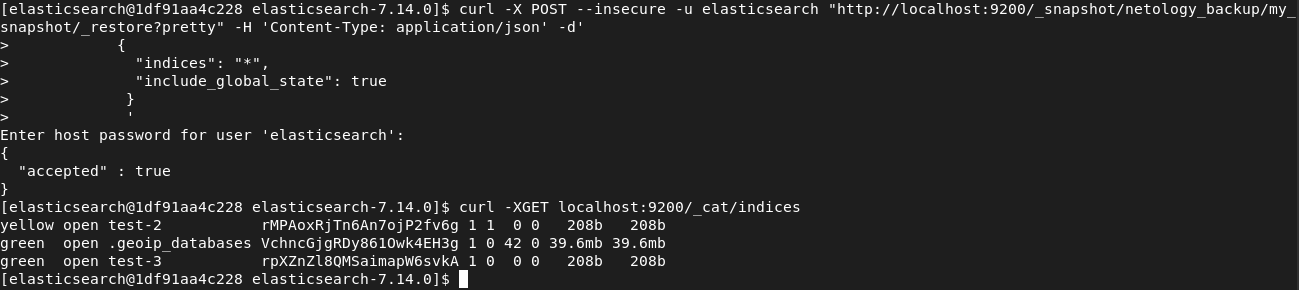 [elasticsearch@1df91aa4c228 elasticsearch-7.14.0]$ curl -X POST --insecure -u elasticsearch "http://localhost:9200/_snapshot/netology_backup/my_
snapshot/_restore?pretty" -H 'Content-Type: application/json' -d'
>            {
>              "indices": "*",
>              "include_global_state": true
>             }
>             '
Enter host password for user 'elasticsearch':
{
  "accepted" : true
}
[elasticsearch@1df91aa4c228 elasticsearch-7.14.0]$ curl -XGET localhost:9200/_cat/indices
yellow open test-2           rMPAoxRjTn6An7ojP2fv6g 1 1  0 0   208b   208b
green  open .geoip_databases VchncGjgRDy861Owk4EH3g 1 0 42 0 39.6mb 39.6mb
green  open test-3           rpXZnZl8QMSaimapW6svkA 1 0  0 0   208b   208b
[elasticsearch@1df91aa4c228 elasticsearch-7.14.0]$